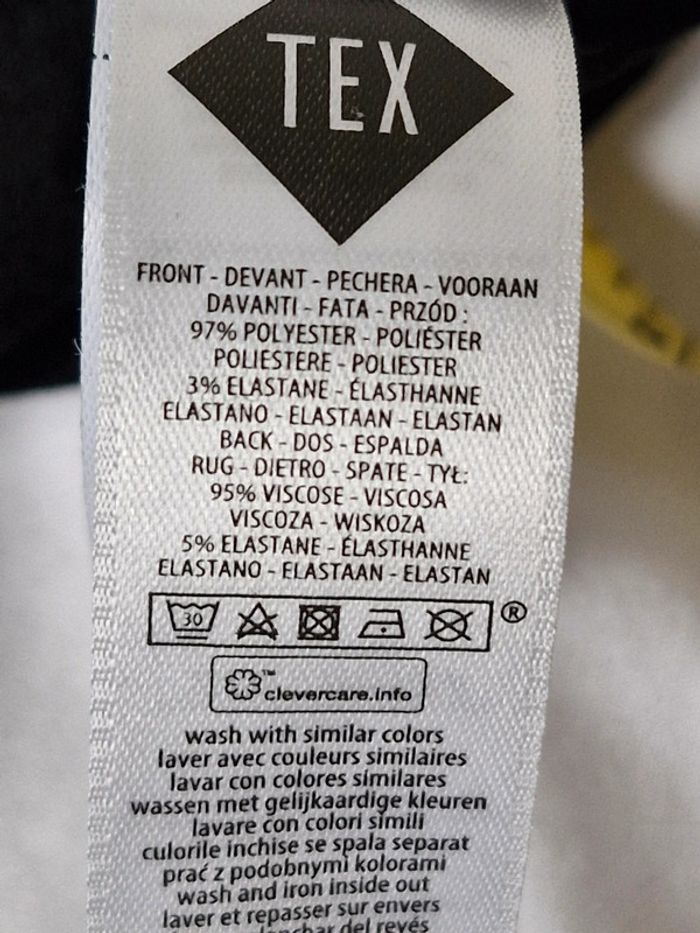 TEX
FRONT - DEVANT - PECHERA - VOORAAN
DAVANTI - FATA - PRZÓD :
97% POLYESTER - POLIÉSTER
POLIESTERE - POLIESTER
3% ELASTANE - ÉLASTHANNE
ELASTANO - ELASTAAN - ELASTAN
BACK - DOS - ESPALDA
RUG - DIETRO - SPATE - TYŁ:
95% VISCOSE - VISCOSA
VISCOZA - WISKOZA
5% ELASTANE - ÉLASTHANNE
ELASTANO - ELASTAAN - ELASTAN
30 ®
™ clevercare.info
wash with similar colors
laver avec couleurs similaires
lavar con colores similares
wassen met gelijkaardige kleuren
lavare con colori simili
culorile inchise se spala separat
prać z podobnymi kolorami
wash and iron inside out
laver et repasser sur envers
del revés